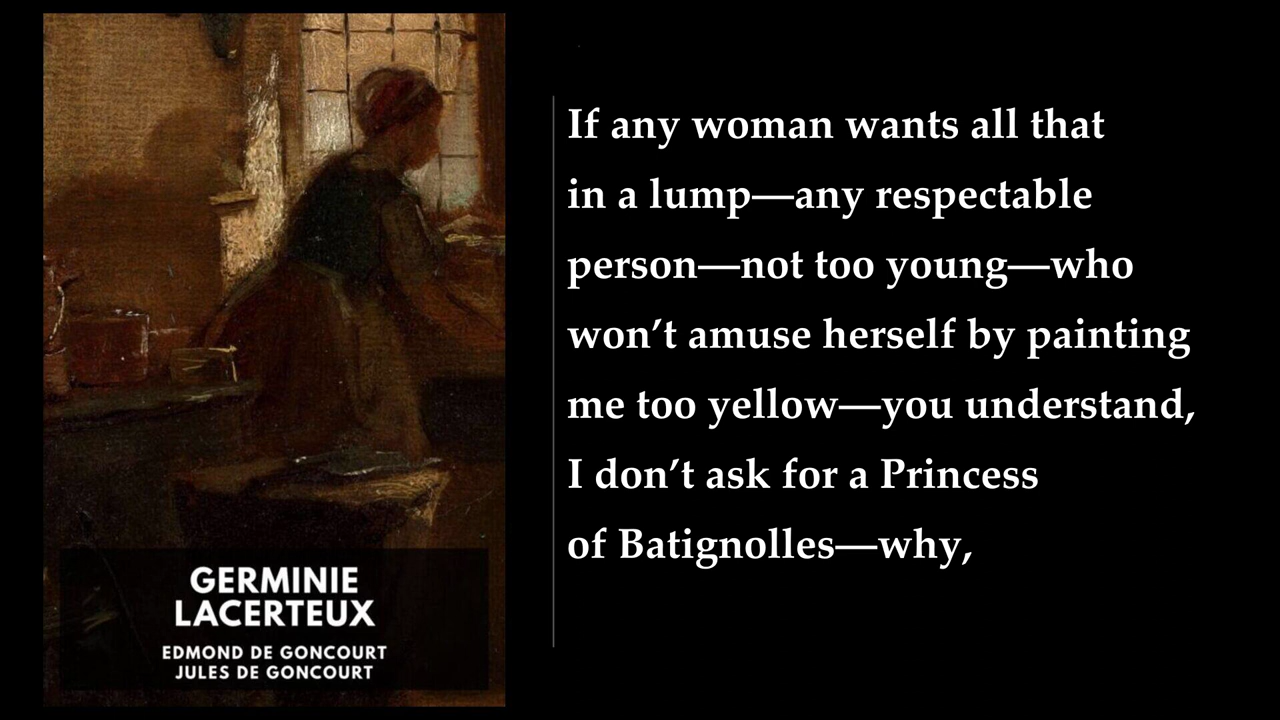 If any woman wants all that
in a lump—any respectable
person—not too young—who
won’t amuse herself by painting
me too yellow—you understand,
I don’t ask for a Princess
of Batignolles—why,
GERMINIE
LACERTEUX
EDMOND DE GONCOURT
JULES DE GONCOURT